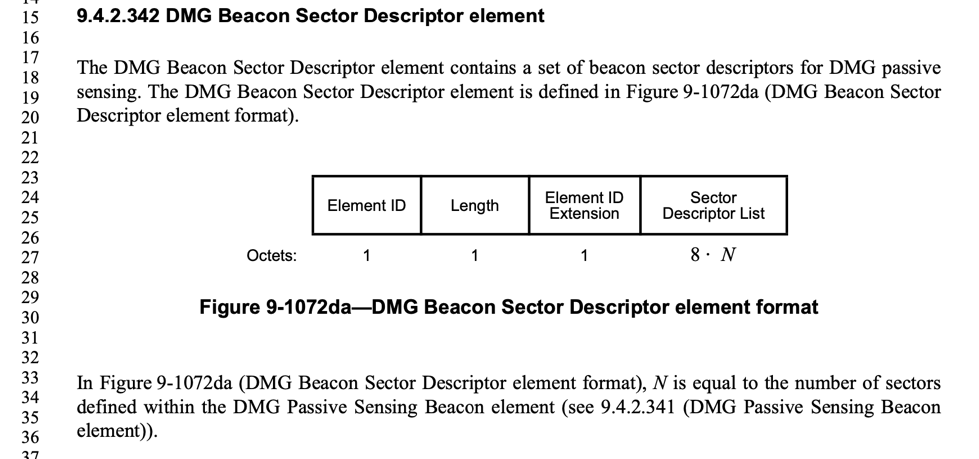 15 9.4.2.342 DMG Beacon Sector Descriptor element
16
17
18 The DMG Beacon Sector Descriptor element contains a set of beacon sector descriptors for DMG passive
19 sensing. The DMG Beacon Sector Descriptor element is defined in Figure 9-1072da (DMG Beacon Sector
20 Descriptor element format).
21
22
23
24 Element ID Length Element ID Extension Sector Descriptor List
25
26
27 Octets: 1 1 1 8 · N
28
29
30 Figure 9-1072da—DMG Beacon Sector Descriptor element format
31
32
33 In Figure 9-1072da (DMG Beacon Sector Descriptor element format), N is equal to the number of sectors
34 defined within the DMG Passive Sensing Beacon element (see 9.4.2.341 (DMG Passive Sensing Beacon
35
36 element)).
37